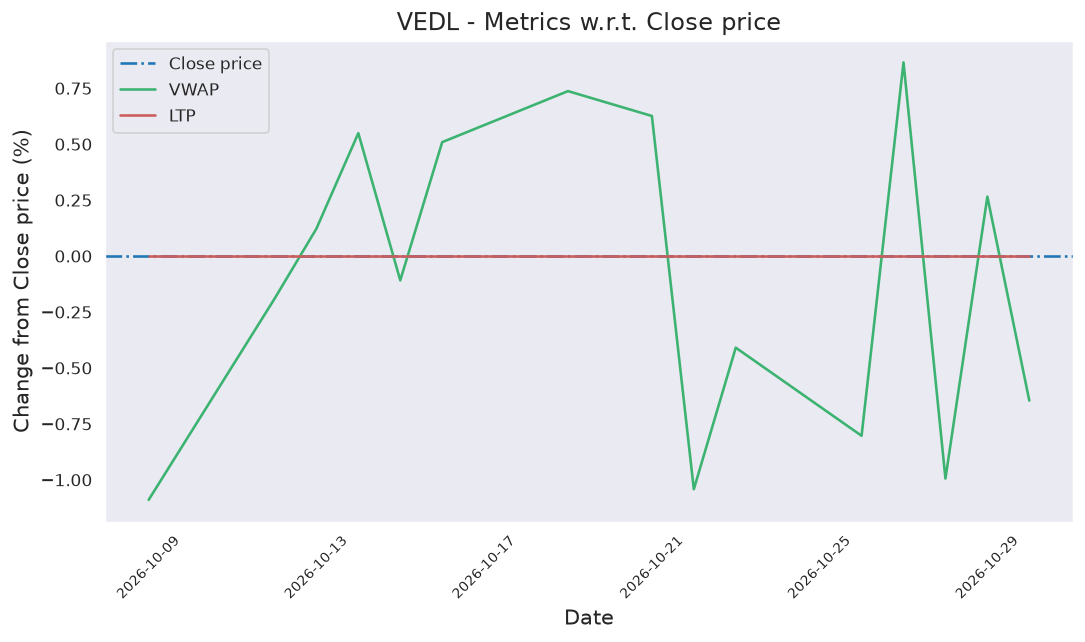 VEDL - Metrics w.r.t. Close price
Close price
VWAP
LTP
Change from Close price (%)
0.75
0.50
0.25
0.00
−0.25
−0.50
−0.75
−1.00
2026-10-09
2026-10-13
2026-10-17
2026-10-21
2026-10-25
2026-10-29
Date